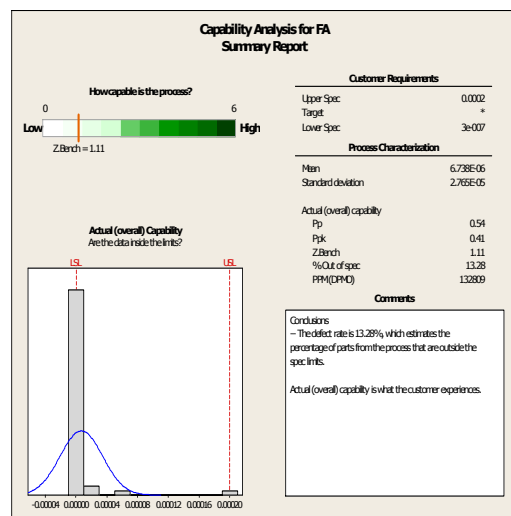 Capability Analysis for FA
Summary Report
How capable is the process?
0 6
Low High
Z.Bench = 1.11
Customer Requirements
Upper Spec 0.0002
Target *
Lower Spec 3e-007
Process Characterization
Mean 6.738E-06
Standard deviation 2.765E-05
Actual (overall) capability
Pp 0.54
Ppk 0.41
Z.Bench 1.11
% Out of spec 13.28
PPM (DPMO) 132809
Actual (overall) Capability
Are the data inside the limits?
LSL USL
-0.00004 0.00000 0.00004 0.00008 0.00012 0.00016 0.00020
Comments
Conclusions
-- The defect rate is 13.28%, which estimates the
percentage of parts from the process that are outside the
spec limits.
Actual (overall) capability is what the customer experiences.